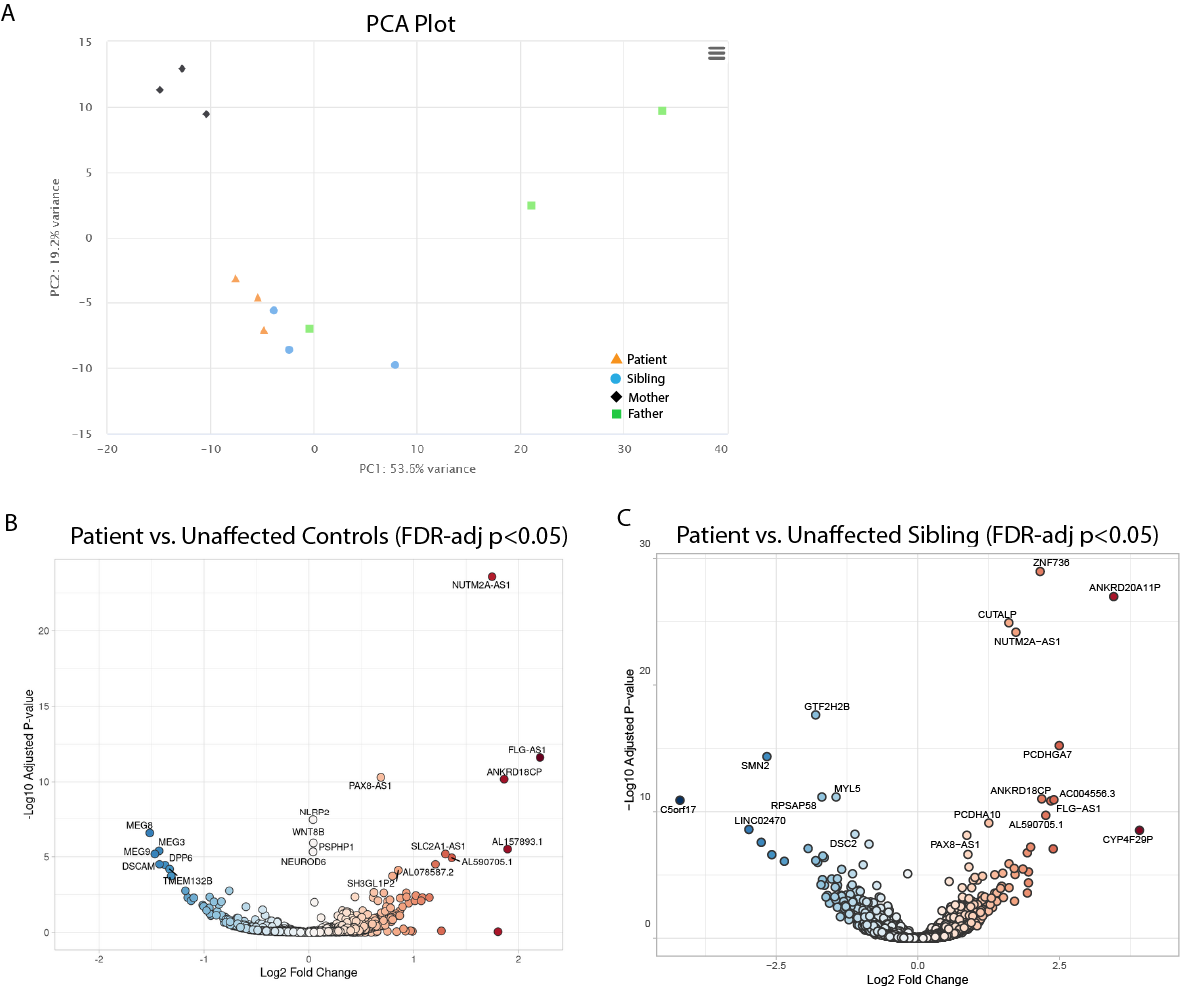 A
PCA Plot
15
10
5
0
−5
−10
−15
−20
−10
0
10
20
30
40
PC2: 19.2% variance
PC1: 53.6% variance
Patient
Sibling
Mother
Father
B
Patient vs. Unaffected Controls (FDR-adj p<0.05)
-Log10 Adjusted P-value
20
15
10
5
0
NUTM2A-AS1
FLG-AS1
ANKRD18CP
PAX8-AS1
NLRP2
WNT8B
PSPHP1
NEUROD6
MEG8
MEG3
MEG9
DPP6
DSCAM
TMEM132B
AL157893.1
SLC2A1-AS1
AL590705.1
AL078587.2
SH3GL1P2
-2
-1
0
1
2
Log2 Fold Change
C
Patient vs. Unaffected Sibling (FDR-adj p<0.05)
−Log10 Adjusted P−value
30
20
10
0
ZNF736
ANKRD20A11P
CUTALP
NUTM2A−AS1
GTF2H2B
PCDHGA7
SMN2
MYL5
RPSAP58
C5orf17
LINC02470
DSC2
ANKRD18CP
AC004556.3
FLG−AS1
PCDHA10
AL590705.1
CYP4F29P
PAX8−AS1
−2.5
0.0
2.5
Log2 Fold Change